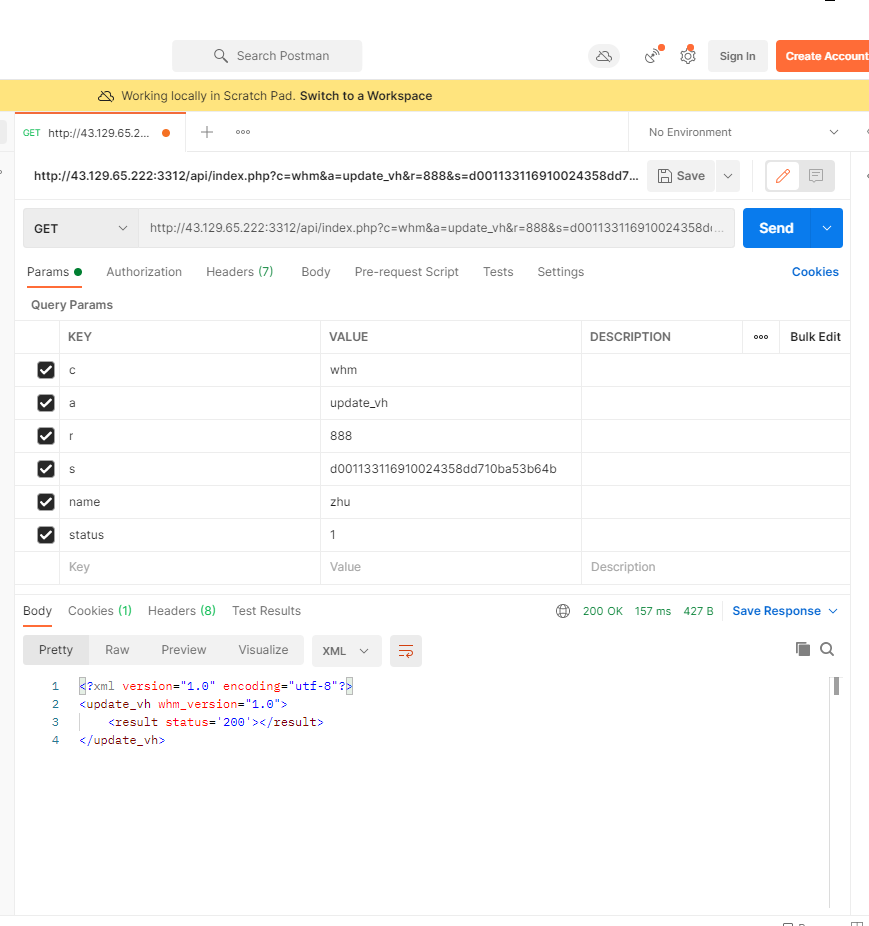 Search Postman
Sign In
Create Account
Working locally in Scratch Pad. Switch to a Workspace
GET http://43.129.65.2...
No Environment
http://43.129.65.222:3312/api/index.php?c=whm&a=update_vh&r=888&s=d001133116910024358dd7...
Save
GET
http://43.129.65.222:3312/api/index.php?c=whm&a=update_vh&r=888&s=d001133116910024358d...
Send
Params Authorization Headers (7) Body Pre-request Script Tests Settings Cookies
Query Params
KEY VALUE DESCRIPTION Bulk Edit
c whm
a update_vh
r 888
s d001133116910024358dd710ba53b64b
name zhu
status 1
Key Value Description
Body Cookies (1) Headers (8) Test Results 200 OK 157 ms 427 B Save Response
Pretty Raw Preview Visualize XML
1 <?xml version="1.0" encoding="utf-8"?>
2 <update_vh whm_version="1.0">
3 <result status='200'></result>
4 </update_vh>